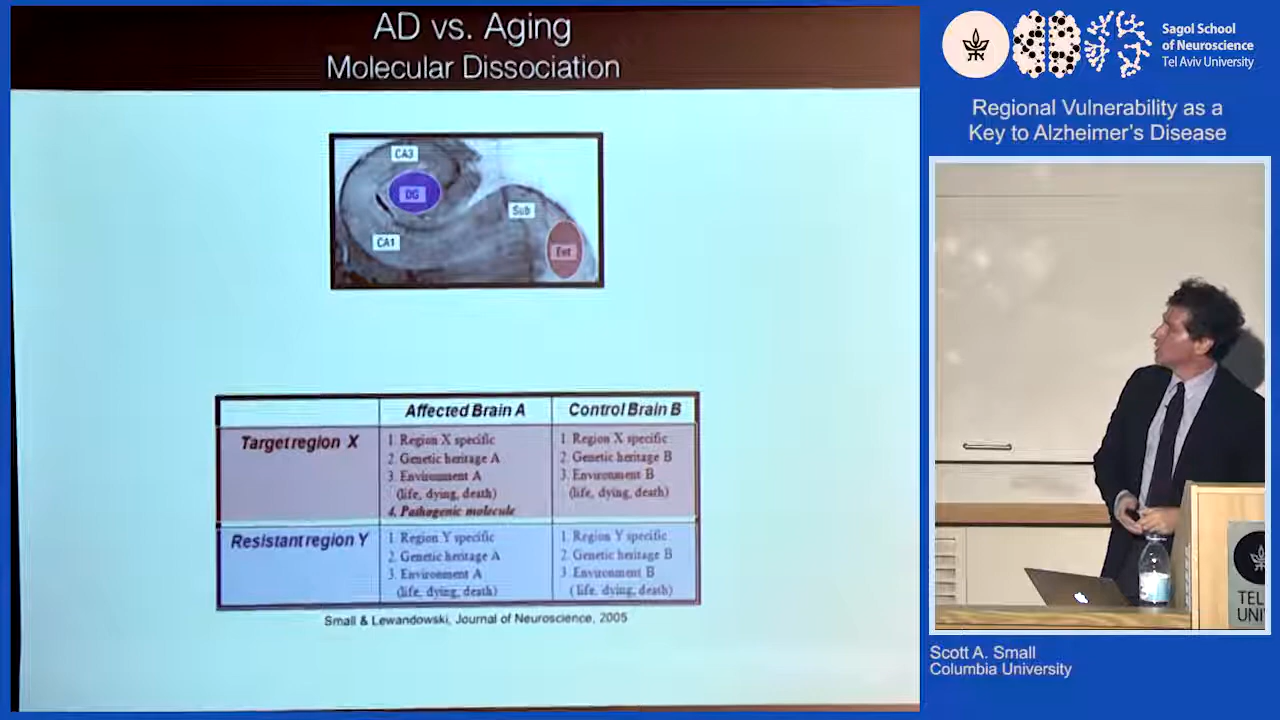 AD vs. Aging
Molecular Dissociation
CA3
DG
Sub
CA1
Ent
Affected Brain A
Control Brain B
Target region X
1. Region X specific
2. Genetic heritage A
3. Environment A
(life, dying, death)
4. Pathogenic molecule
1. Region X specific
2. Genetic heritage B
3. Environment B
(life, dying, death)
Resistant region Y
1. Region Y specific
2. Genetic heritage A
3. Environment A
(life, dying, death)
1. Region Y specific
2. Genetic heritage B
3. Environment B
( life, dying, death)
Small & Lewandowski, Journal of Neuroscience, 2005
Sagol School
of Neuroscience
Tel Aviv University
Regional Vulnerability as a
Key to Alzheimer's Disease
TEL
UNI
Scott A. Small
Columbia University